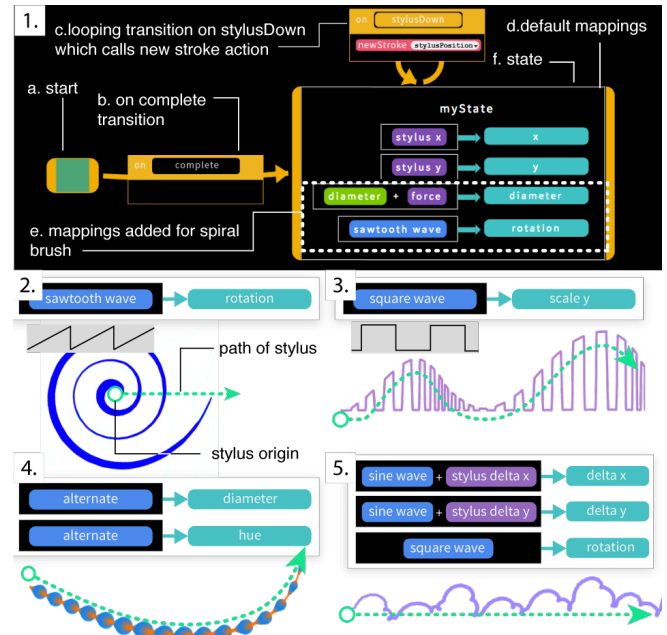 1.
c.looping transition on stylusDown
which calls new stroke action
on stylusDown
newStroke stylusPosition
d.default mappings
f. state
a. start
b. on complete
transition
on complete
myState
stylus x x
stylus y y
diameter + force diameter
sawtooth wave rotation
e. mappings added for spiral
brush
2.
sawtooth wave rotation
path of stylus
stylus origin
3.
square wave scale y
4.
alternate diameter
alternate hue
5.
sine wave + stylus delta x delta x
sine wave + stylus delta y delta y
square wave rotation